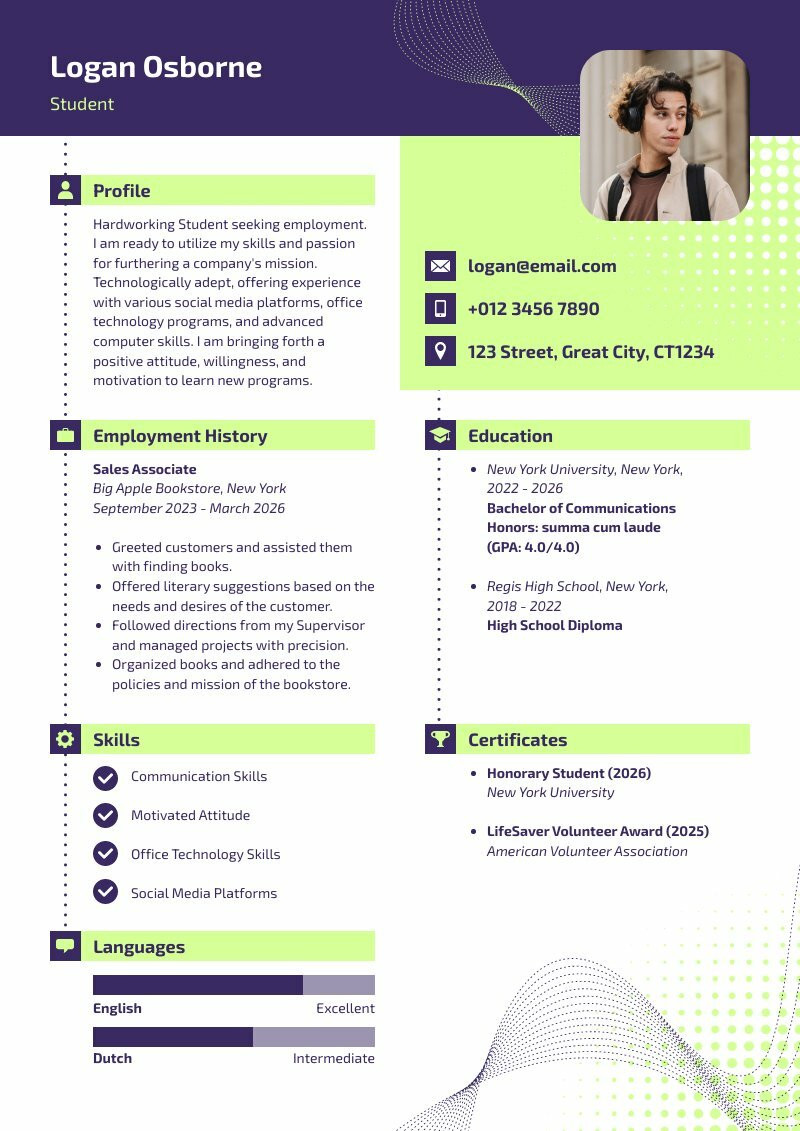 Logan Osborne
Student
Profile
Hardworking Student seeking employment.
I am ready to utilize my skills and passion
for furthering a company's mission.
Technologically adept, offering experience
with various social media platforms, office
technology programs, and advanced
computer skills. I am bringing forth a
positive attitude, willingness, and
motivation to learn new programs.
logan@email.com
+012 3456 7890
123 Street, Great City, CT1234
Employment History
Sales Associate
Big Apple Bookstore, New York
September 2023 - March 2026
• Greeted customers and assisted them
with finding books.
• Offered literary suggestions based on the
needs and desires of the customer.
• Followed directions from my Supervisor
and managed projects with precision.
• Organized books and adhered to the
policies and mission of the bookstore.
Education
• New York University, New York,
2022 - 2026
Bachelor of Communications
Honors: summa cum laude
(GPA: 4.0/4.0)
• Regis High School, New York,
2018 - 2022
High School Diploma
Skills
Communication Skills
Motivated Attitude
Office Technology Skills
Social Media Platforms
Certificates
• Honorary Student (2026)
New York University
• LifeSaver Volunteer Award (2025)
American Volunteer Association
Languages
English Excellent
Dutch Intermediate